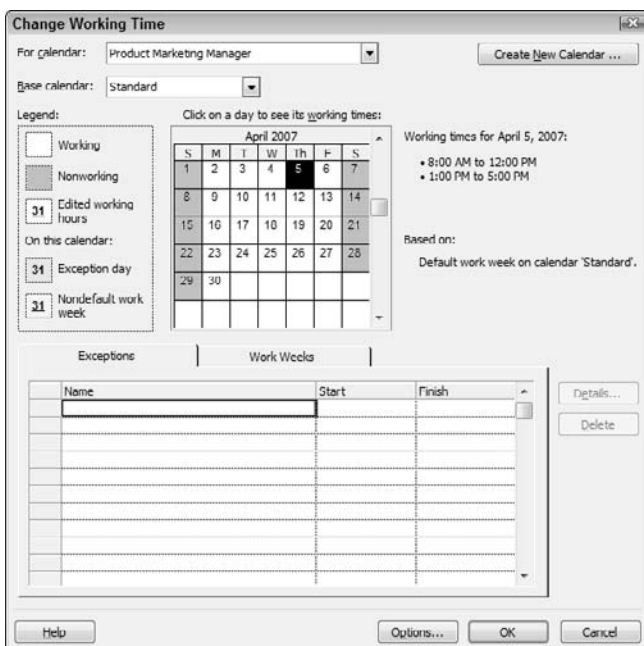 Change Working Time
For calendar: Product Marketing Manager
Create New Calendar ...
Base calendar: Standard
Legend:
Working
Nonworking
31 Edited working hours
On this calendar:
31 Exception day
31 Nondefault work week
Click on a day to see its working times:
April 2007
S M T W Th F S
1 2 3 4 5 6 7
8 9 10 11 12 13 14
15 16 17 18 19 20 21
22 23 24 25 26 27 28
29 30
Working times for April 5, 2007:
• 8:00 AM to 12:00 PM
• 1:00 PM to 5:00 PM
Based on:
Default work week on calendar 'Standard'.
Exceptions Work Weeks
Name Start Finish
Details...
Delete
Help Options... OK Cancel